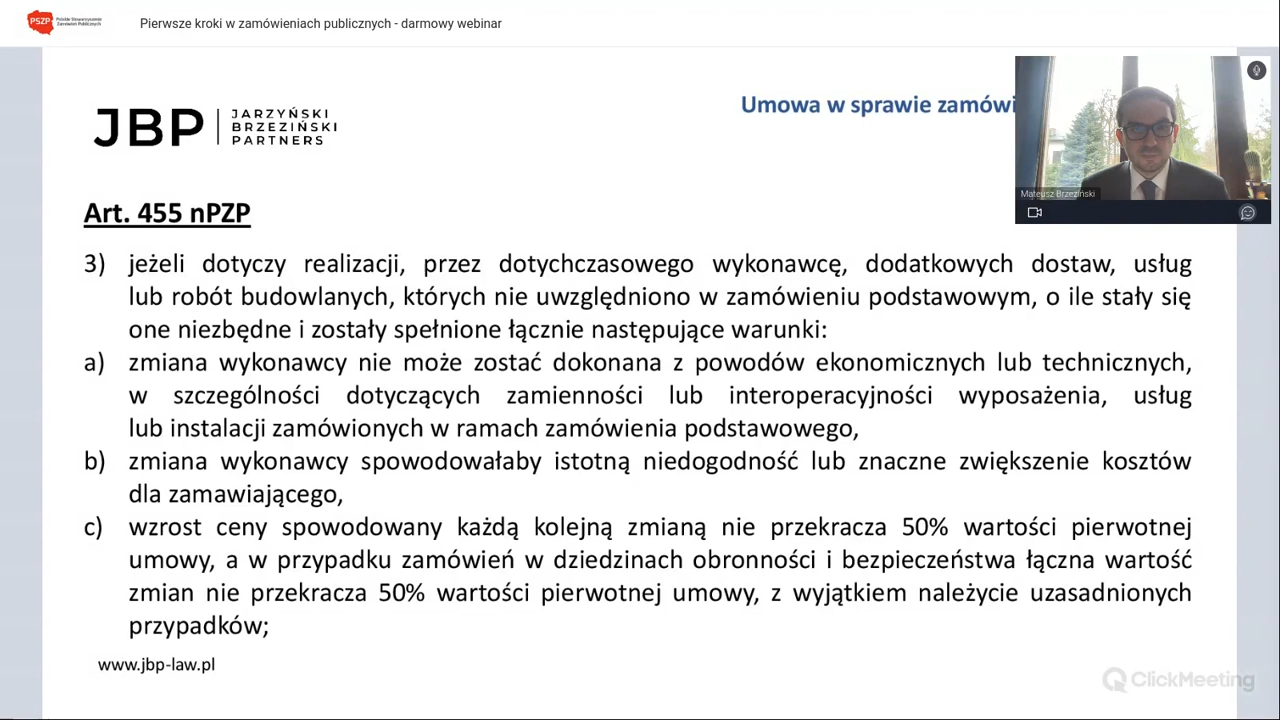 PSZP
Polskie Stowarzyszenie
Zamówień Publicznych
Pierwsze kroki w zamówieniach publicznych - darmowy webinar
JBP
JARZYŃSKI
BRZEZIŃSKI
PARTNERS
Umowa w sprawie zamówi
Mateusz Brzeziński
Art. 455 nPZP
3) jeżeli dotyczy realizacji, przez dotychczasowego wykonawcę, dodatkowych dostaw, usług
lub robót budowlanych, których nie uwzględniono w zamówieniu podstawowym, o ile stały się
one niezbędne i zostały spełnione łącznie następujące warunki:
a) zmiana wykonawcy nie może zostać dokonana z powodów ekonomicznych lub technicznych,
w szczególności dotyczących zamienności lub interoperacyjności wyposażenia, usług
lub instalacji zamówionych w ramach zamówienia podstawowego,
b) zmiana wykonawcy spowodowałaby istotną niedogodność lub znaczne zwiększenie kosztów
dla zamawiającego,
c) wzrost ceny spowodowany każdą kolejną zmianą nie przekracza 50% wartości pierwotnej
umowy, a w przypadku zamówień w dziedzinach obronności i bezpieczeństwa łączna wartość
zmian nie przekracza 50% wartości pierwotnej umowy, z wyjątkiem należycie uzasadnionych
przypadków;
www.jbp-law.pl
ClickMeeting